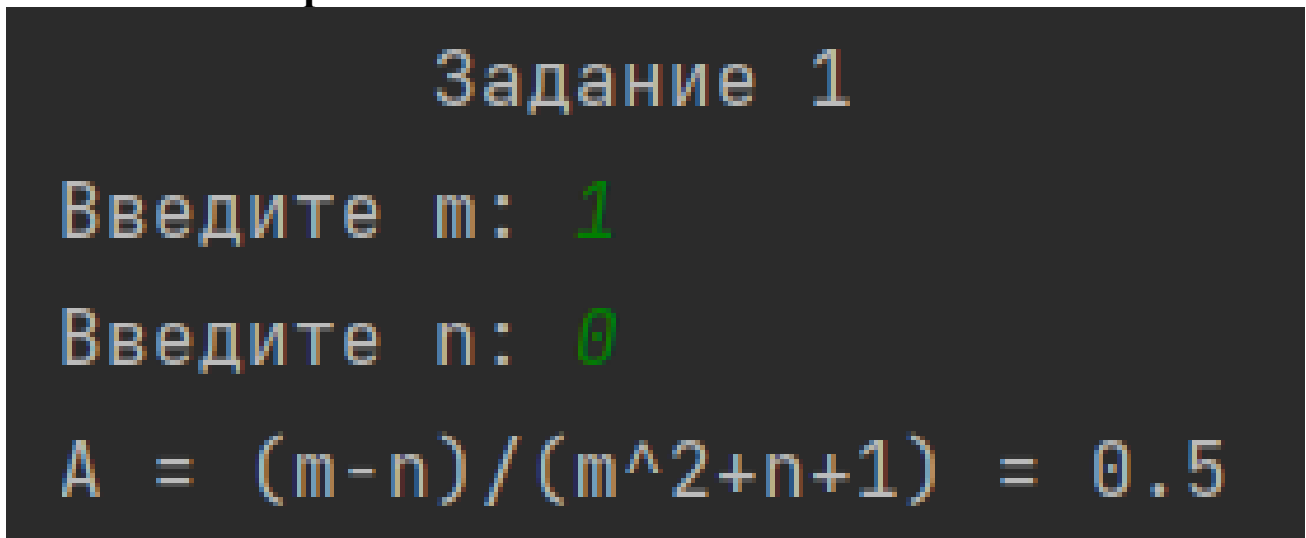 Задание 1
Введите m: 1
Введите n: 0
A = (m-n)/(m^2+n+1) = 0.5